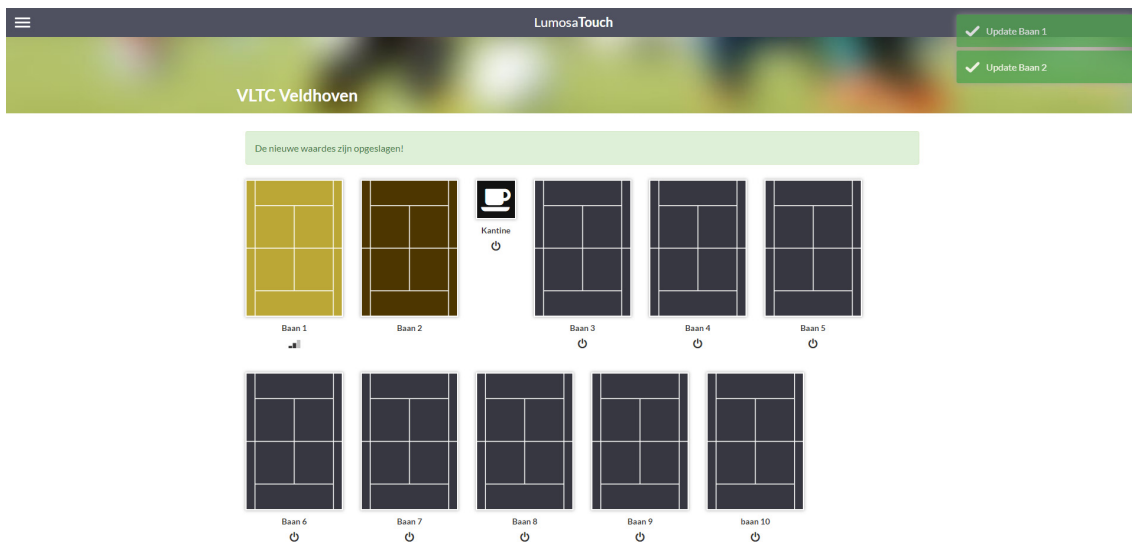 LumosaTouch
Update Baan 1
Update Baan 2
VLTC Veldhoven
De nieuwe waardes zijn opgeslagen!
Kantine
Baan 1
Baan 2
Baan 3
Baan 4
Baan 5
Baan 6
Baan 7
Baan 8
Baan 9
baan 10